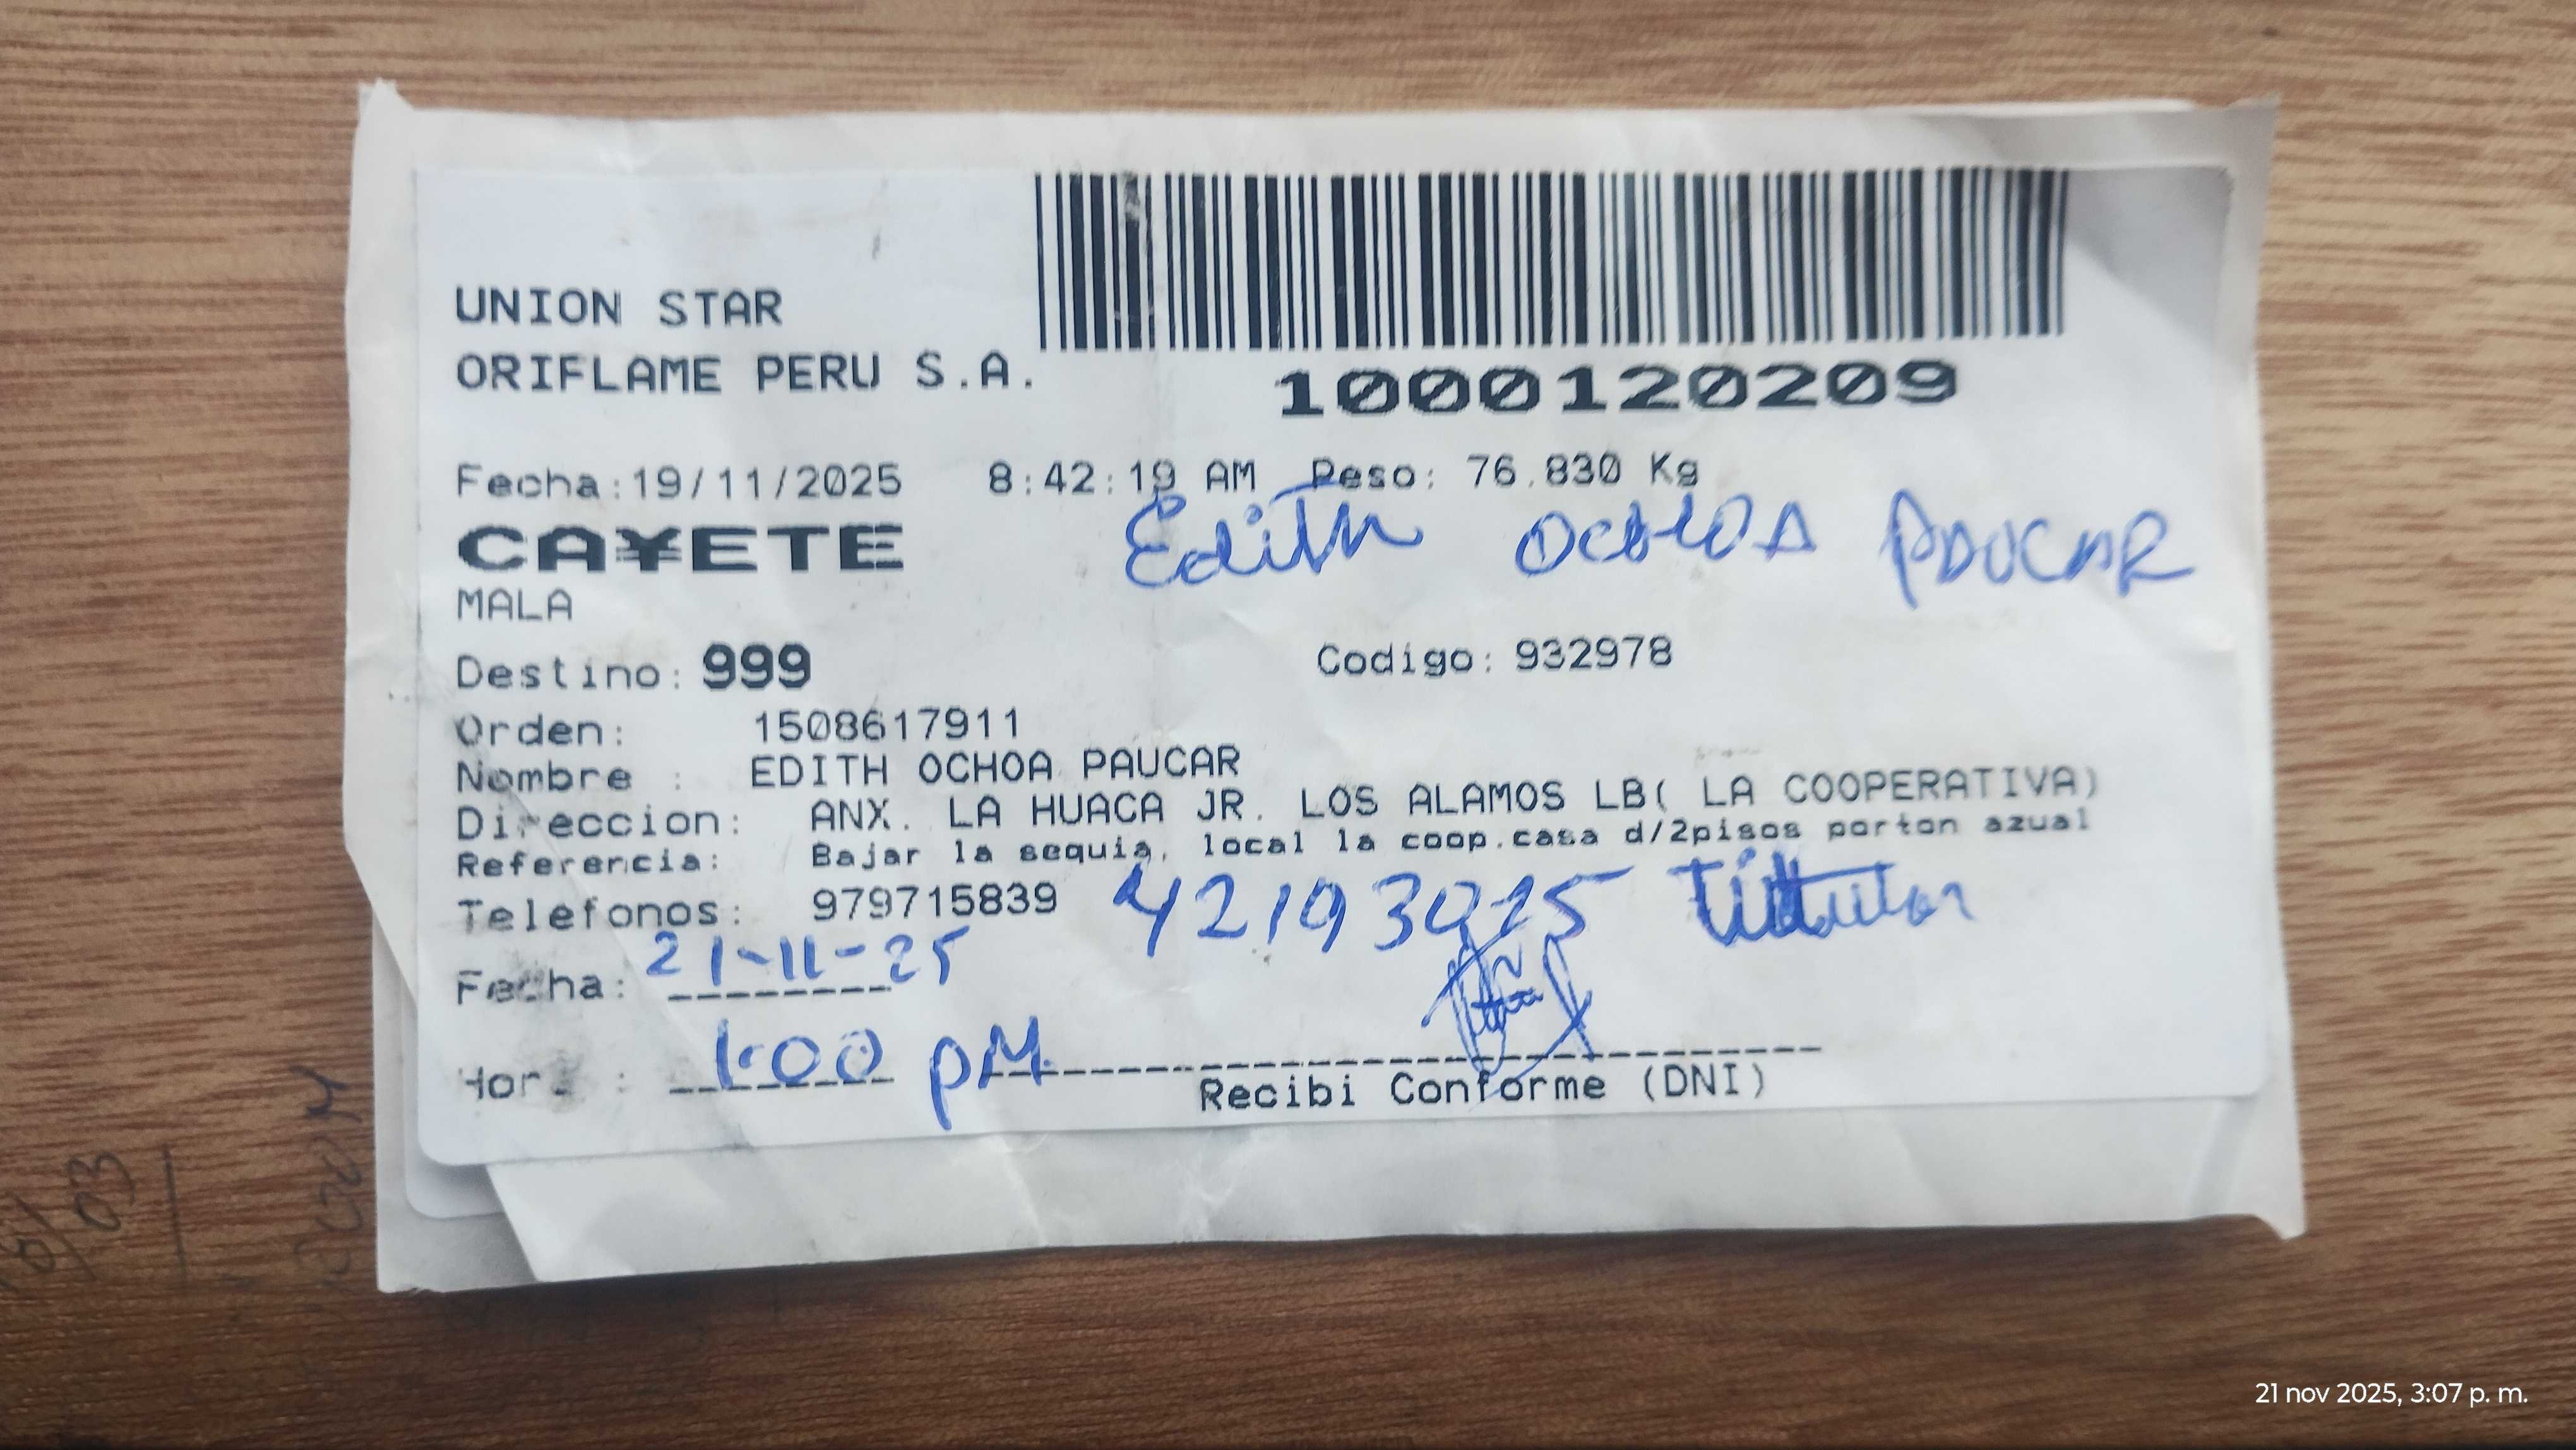 UNION STAR
ORIFLAME PERU S.A.
1000120209
Fecha:19/11/2025 8:42:19 AM Peso: 76.830 Kg
CA¥ETE
Edith OCHOA PAUCAR
MALA
Destino: 999 Codigo: 932978
Orden: 1508617911
Nombre : EDITH OCHOA PAUCAR
Direccion: ANX. LA HUACA JR. LOS ALAMOS LB( LA COOPERATIVA)
Referencia: Bajar la sequia, local la coop.casa d/2pisos porton azual
Telefonos: 979715839 Tittular
Fecha: 21-11-25
Hora : 1:00 pM
Recibi Conforme (DNI)
21 nov 2025, 3:07 p. m.